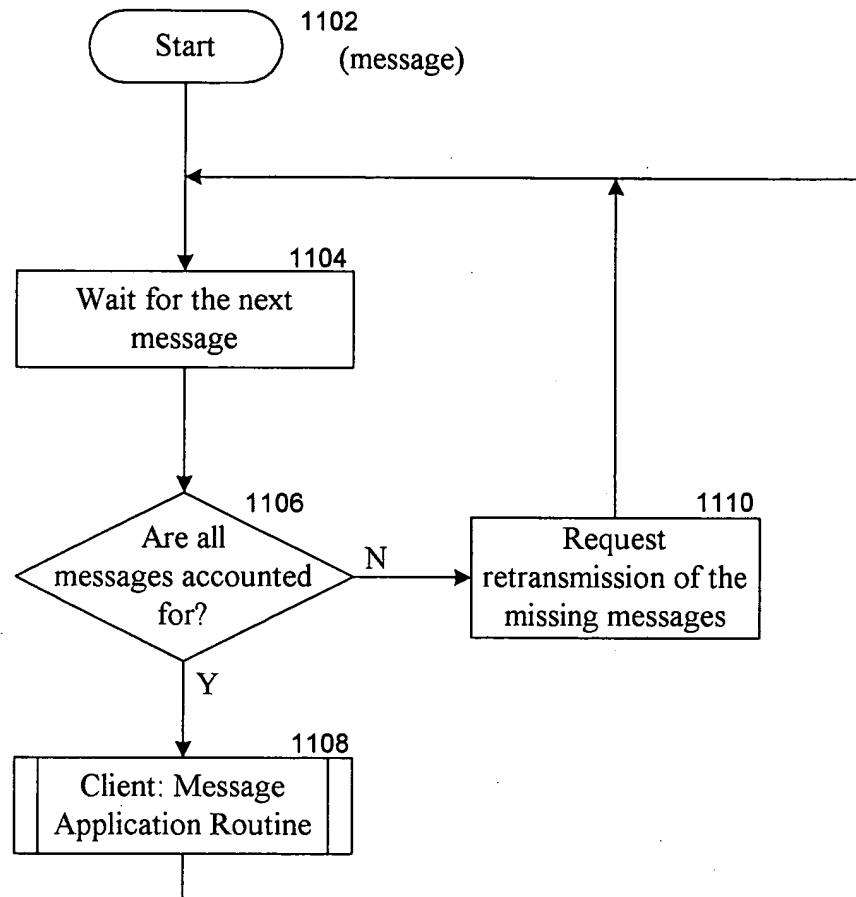 1102
Start
(message)
1104
Wait for the next
message
1106
Are all
messages accounted
for?
N
1110
Request
retransmission of the
missing messages
Y
1108
Client: Message
Application Routine